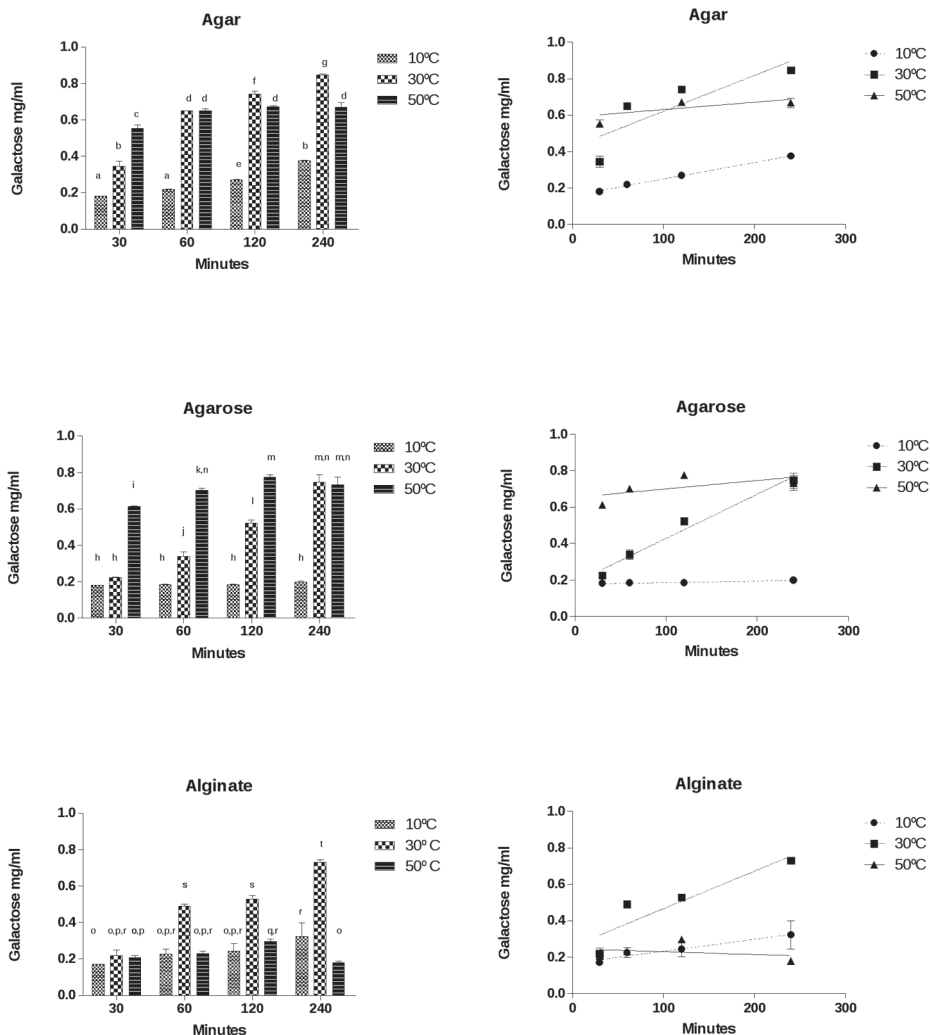 Agar
Galactose mg/ml
1.0
0.8
0.6
0.4
0.2
0.0
a b c
a d d
e f d
b g d
30 60 120 240
Minutes
10ºC
30ºC
50ºC
Agar
Galactose mg/ml
1.0
0.8
0.6
0.4
0.2
0.0
0 100 200 300
Minutes
10ºC
30ºC
50ºC
Agarose
Galactose mg/ml
1.0
0.8
0.6
0.4
0.2
0.0
h h i
h j k,n
h l m
h m,n m,n
30 60 120 240
Minutes
10ºC
30ºC
50ºC
Agarose
Galactose mg/ml
1.0
0.8
0.6
0.4
0.2
0.0
0 100 200 300
Minutes
10ºC
30ºC
50ºC
Alginate
Galactose mg/ml
1.0
0.8
0.6
0.4
0.2
0.0
o o,p,r o,p
o,p,r s o,p,r
o,p,r s q,r
r t o
30 60 120 240
Minutes
10ºC
30º C
50º C
Alginate
Galactose mg/ml
1.0
0.8
0.6
0.4
0.2
0.0
0 100 200 300
Minutes
10ºC
30ºC
50ºC